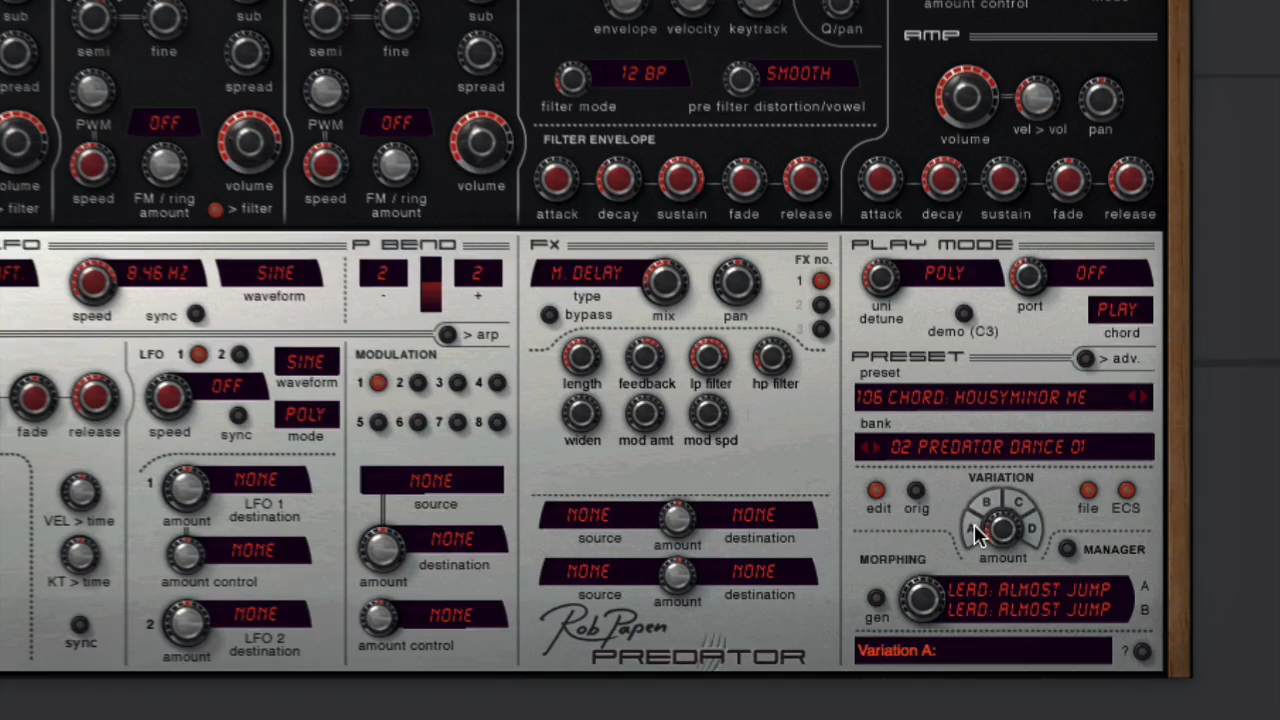 sub
sub
amount control
AMP
semi
fine
semi
fine
envelope
velocity
keytrack
Q/pan
spread
spread
12 BP
SMOOTH
filter mode
pre filter distortion/vowel
PWM
OFF
PWM
OFF
volume
vel > vol
pan
FILTER ENVELOPE
volume
volume
speed
FM / ring
amount
> filter
speed
FM / ring
amount
> filter
attack
decay
sustain
fade
release
attack
decay
sustain
fade
release
LFO
P BEND
FX
PLAY MODE
8.46 HZ
SINE
2
2
M. DELAY
FX no.
1
2
3
POLY
OFF
speed
sync
waveform
-
+
type
bypass
mix
pan
uni
detune
port
demo (C3)
PLAY
chord
> arp
LFO
1
2
SINE
waveform
MODULATION
length
feedback
lp filter
hp filter
PRESET
> adv.
preset
OFF
1
2
3
4
106 CHORD: HOUSYMINOR ME
fade
release
speed
sync
POLY
mode
5
6
7
8
widen
mod amt
mod spd
bank
02 PREDATOR DANCE 01
1
NONE
NONE
VARIATION
A
B
C
D
edit
orig
file
ECS
VEL > time
amount
LFO 1
destination
source
NONE
NONE
source
amount
destination
NONE
NONE
destination
amount
MANAGER
KT > time
amount control
amount
MORPHING
NONE
NONE
source
amount
destination
LEAD: ALMOST JUMP
A
LEAD: ALMOST JUMP
B
gen
2
NONE
NONE
sync
amount
LFO 2
destination
amount control
Rob Papen
PREDATOR
Variation A:
?